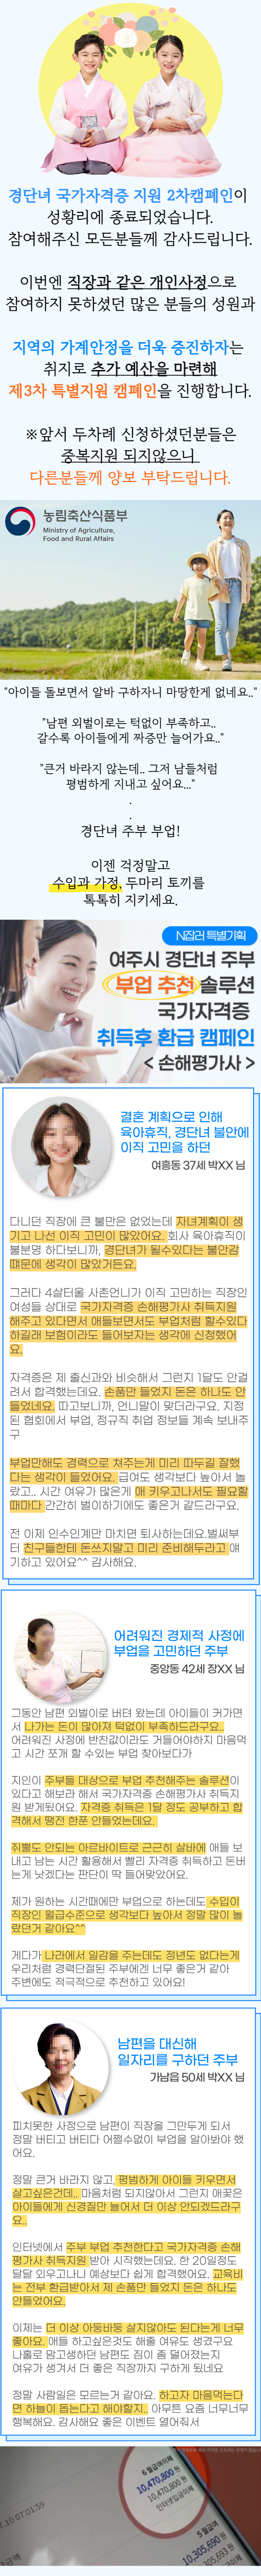 경단녀 국가자격증 지원 2차캠페인이
성황리에 종료되었습니다.
참여해주신 모든분들께 감사드립니다.
이번엔 직장과 같은 개인사정으로
참여하지 못하셨던 많은 분들의 성원과
지역의 가계안정을 더욱 증진하자는
취지로 추가 예산을 마련해
제3차 특별지원 캠페인을 진행합니다.
※앞서 두차례 신청하셨던분들은
중복지원 되지않으니
다른분들께 양보 부탁드립니다.
농림축산식품부
Ministry of Agriculture,
Food and Rural Affairs
"아이들 돌보면서 알바 구하자니 마땅한게 없네요.."
"남편 외벌이로는 턱없이 부족하고..
갈수록 아이들에게 짜증만 늘어가요.."
"큰거 바라지 않는데.. 그저 남들처럼
평범하게 지내고 싶어요..."
.
.
경단녀 주부 부업!
이젠 걱정말고
수입과 가정, 두마리 토끼를
톡톡히 지키세요.
N잡러 특별기획
여주시 경단녀 주부
부업 추천 솔루션
국가자격증
취득후 환급 캠페인
< 손해평가사 >
결혼 계획으로 인해
육아휴직, 경단녀 불안에
이직 고민을 하던
여흥동 37세 박XX 님
다니던 직장에 큰 불만은 없었는데 자녀계획이 생
기고 나선 이직 고민이 많았어요. 회사 육아휴직이
불분명 하다보니까, 경단녀가 될수있다는 불안감
때문에 생각이 많았거든요.
그러다 4살터울 사촌언니가 이직 고민하는 직장인
여성들 상대로 국가자격증 손해평가사 취득지원
해주고 있다면서 애들보면서도 부업처럼 할수있다
하길래 보험이라도 들어보자는 생각에 신청했어
요.
자격증은 제 출신과와 비슷해서 그런지 1달도 안걸
려서 합격했는데요. 손품만 들었지 돈은 하나도 안
들었네요. 따고보니까, 언니말이 맞더라구요. 지정
된 협회에서 부업, 정규직 취업 정보들 계속 보내주
구
부업만해도 경력으로 쳐주는게 미리 따두길 잘했
다는 생각이 들었어요. 급여도 생각보다 높아서 놀
랐고.. 시간 여유가 많은게 애 키우고나서도 필요할
때마다 간간히 벌이하기에도 좋은거 같드라구요.
전 이제 인수인계만 마치면 퇴사하는데요.벌써부
터 친구들한테 돈쓰지말고 미리 준비해두라고 얘
기하고 있어요^^ 감사해요.
어려워진 경제적 사정에
부업을 고민하던 주부
중앙동 42세 장XX 님
그동안 남편 외벌이로 버텨 왔는데 아이들이 커가면
서 나가는 돈이 많아져 턱없이 부족하드라구요..
어려워진 사정에 반찬값이라도 거들어야하지 마음먹
고 시간 쪼개 할 수 있는 부업 찾아보다가
지인이 주부들 대상으로 부업 추천해주는 솔루션이
있다고 해보라 해서 국가자격증 손해평가사 취득지
원 받게됬어요. 자격증 취득은 1달 정도 공부하고 합
격해서 땡전 한푼 안들었는데요.
쥐뿔도 안되는 아르바이트로 근근히 살바에 애들 보
내고 남는 시간 활용해서 빨리 자격증 취득하고 돈버
는게 낫겠다는 판단이 딱 들어맞았어요.
제가 원하는 시간때에만 부업으로 하는데도 수입이
직장인 월급수준으로 생각보다 높아서 정말 많이 놀
랐던거 같아요^^
게다가 나라에서 일감을 주는데도 정년도 없다는게
우리처럼 경력단절된 주부에겐 너무 좋은거 같아
주변에도 적극적으로 추천하고 있어요!
남편을 대신해
일자리를 구하던 주부
가남읍 50세 박XX 님
피치못한 사정으로 남편이 직장을 그만두게 되서
정말 버티고 버티다 어쩔수없이 부업을 알아봐야 했
어요.
정말 큰거 바라지 않고, 평범하게 아이들 키우면서
살고싶은건데.. 마음처럼 되지않아서 그런지 애꿎은
아이들에게 신경질만 늘어서 더 이상 안되겠드라구
요..
인터넷에서 주부 부업 추천한다고 국가자격증 손해
평가사 취득지원 받아 시작했는데요. 한 20일정도
달달 외우고나니 예상보다 쉽게 합격했어요. 교육비
는 전부 환급받아서 제 손품만 들었지 돈은 하나도
안들었어요.
이제는 더 이상 아둥바둥 살지않아도 된다는게 너무
좋아요. 애들 하고싶은것도 해줄 여유도 생겼구요
나홀로 맘고생하던 남편도 짐이 좀 덜어졌는지
여유가 생겨서 더 좋은 직장까지 구하게 됬네요
정말 사람일은 모르는거 같아요. 하고자 마음먹는다
면 하늘이 돕는다고 해야할지.. 아무튼 요즘 너무너무
행복해요. 감사해요 좋은 이벤트 열어줘서
6 월급여이체
10,470,800 원
10,470,800 원
인터넷급여이체
7.10 07:01:59
5 월급여
10,305,690 원
10,305,690
급액